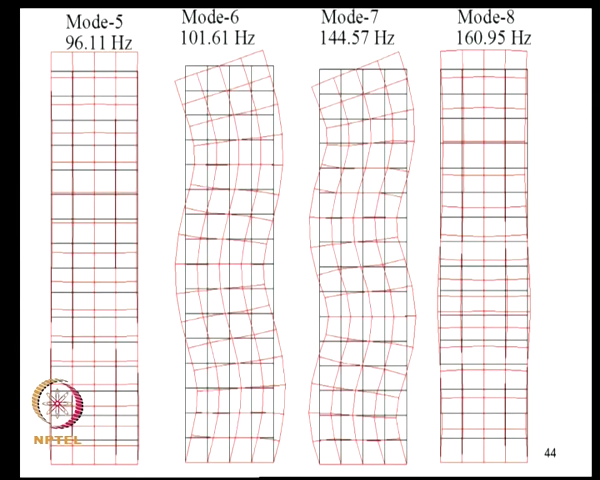 Mode-5
96.11 Hz
Mode-6
101.61 Hz
Mode-7
144.57 Hz
Mode-8
160.95 Hz
NPTEL
44